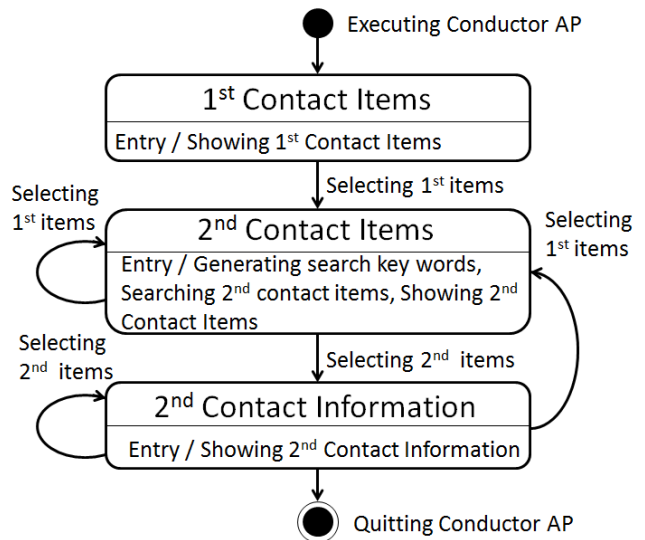 Executing Conductor AP
1st Contact Items
Entry / Showing 1st Contact Items
Selecting 1st items
Selecting
1st items
2nd Contact Items
Entry / Generating search key words,
Searching 2nd contact items, Showing 2nd
Contact Items
Selecting
1st items
Selecting 2nd items
Selecting
2nd items
2nd Contact Information
Entry / Showing 2nd Contact Information
Quitting Conductor AP